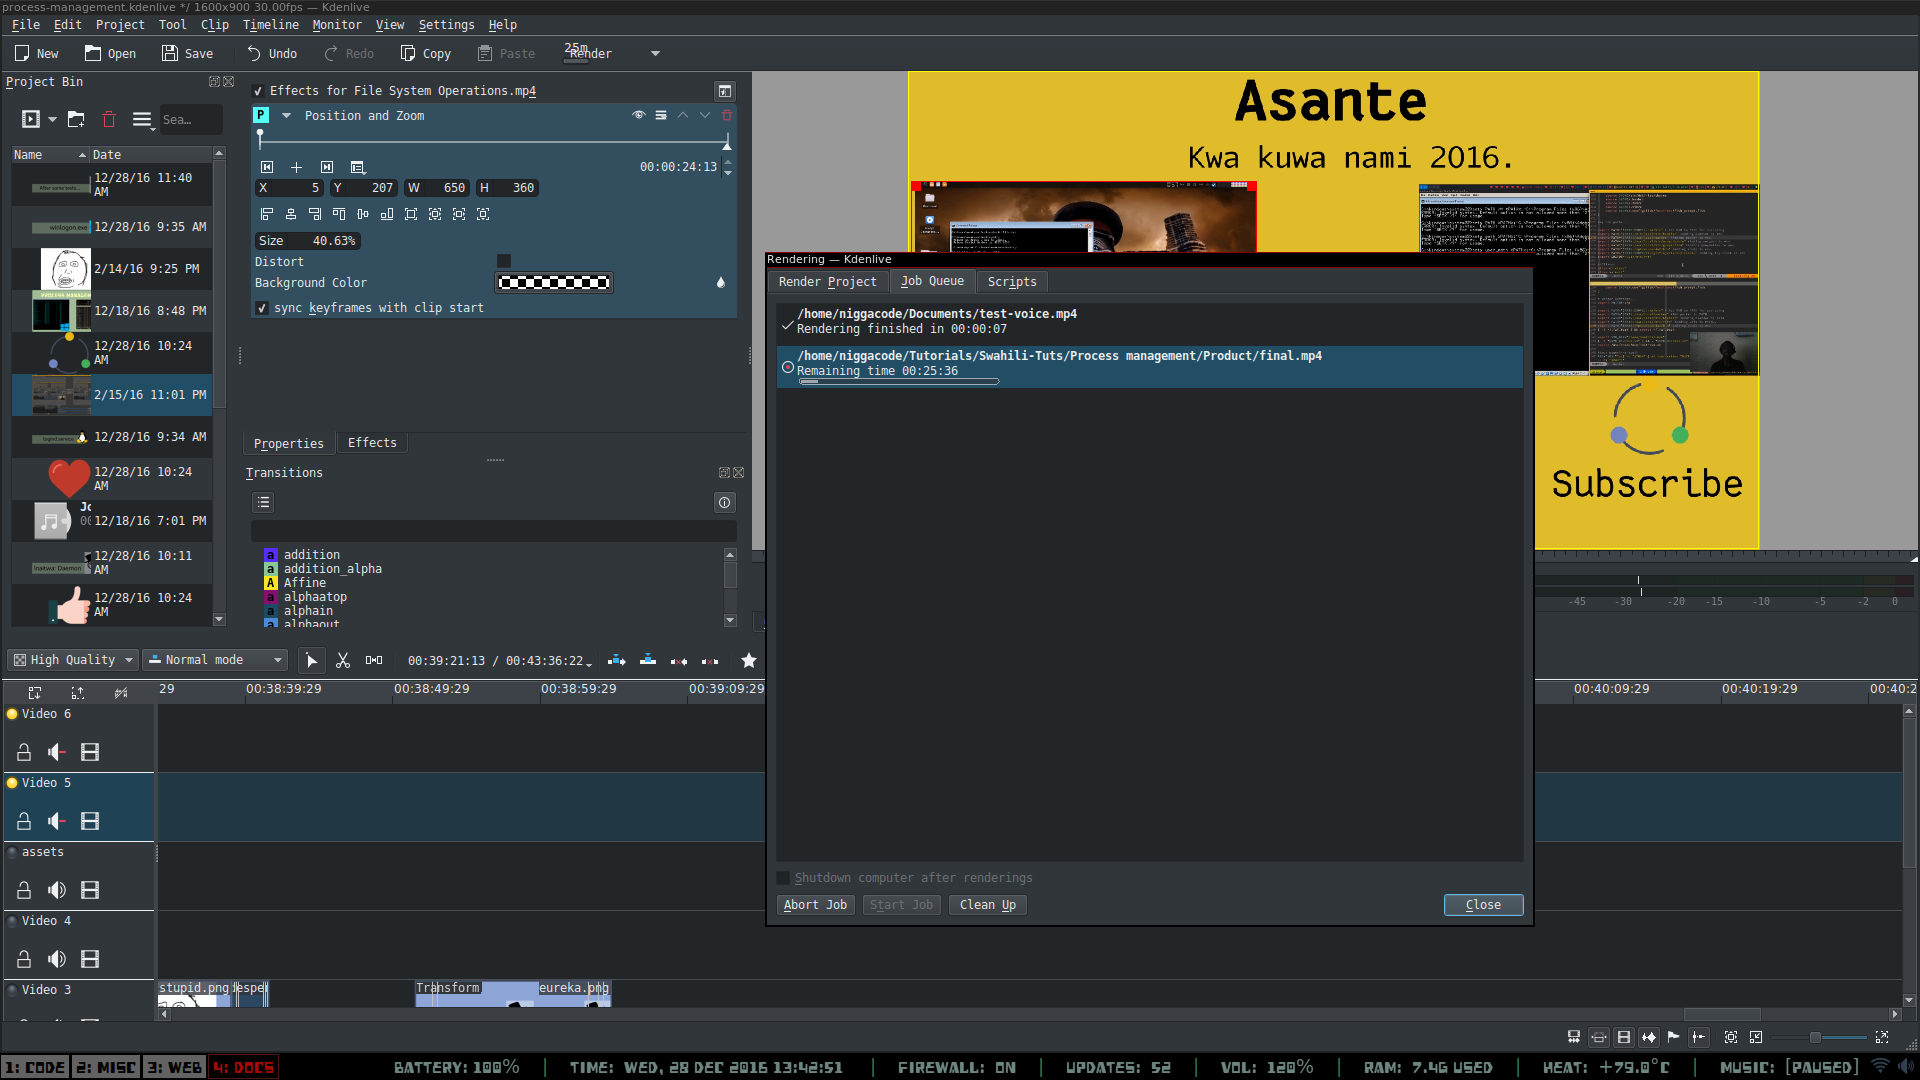 process-management.kdenlive */ 1600x900 30.00fps — Kdenlive
File Edit Project Tool Clip Timeline Monitor View Settings Help
New Open Save Undo Redo Copy Paste 25m Render
Project Bin
Sea...
Name Date
After some tests...
12/28/16 11:40 AM
winlogon.exe
12/28/16 9:35 AM
2/14/16 9:25 PM
12/18/16 8:48 PM
12/28/16 10:24 AM
2/15/16 11:01 PM
12/28/16 9:34 AM
12/28/16 10:24 AM
12/18/16 7:01 PM
12/28/16 10:11 AM
12/28/16 10:24 AM
Effects for File System Operations.mp4
P Position and Zoom
00:00:24:13
X 5 Y 207 W 650 H 360
Size 40.63%
Distort
Background Color
sync keyframes with clip start
Properties Effects
Transitions
a addition
a addition_alpha
A Affine
a alphaatop
a alphain
a alphaout
Asante
Kwa kuwa nami 2016.
Subscribe
-45 -30 -20 -15 -10 -5 -2 0
Rendering — Kdenlive
Render Project Job Queue Scripts
/home/niggacode/Documents/test-voice.mp4
Rendering finished in 00:00:07
/home/niggacode/Tutorials/Swahili-Tuts/Process management/Product/final.mp4
Remaining time 00:25:36
Shutdown computer after renderings
Abort Job Start Job Clean Up Close
High Quality Normal mode 00:39:21:13 / 00:43:36:22
29 00:38:39:29 00:38:49:29 00:38:59:29 00:39:09:29 00:40:09:29 00:40:19:29 00:40:2
Video 6
Video 5
assets
Video 4
Video 3
stupid.png Transform eureka.png
1: CODE 2: MISC 3: WEB 4: DOCS BATTERY: 100% | TIME: WED, 28 DEC 2016 13:42:51 | FIREWALL: ON | UPDATES: 52 | VOL: 120% | RAM: 7.4G USED | HEAT: +79.0°C | MUSIC: [PAUSED]